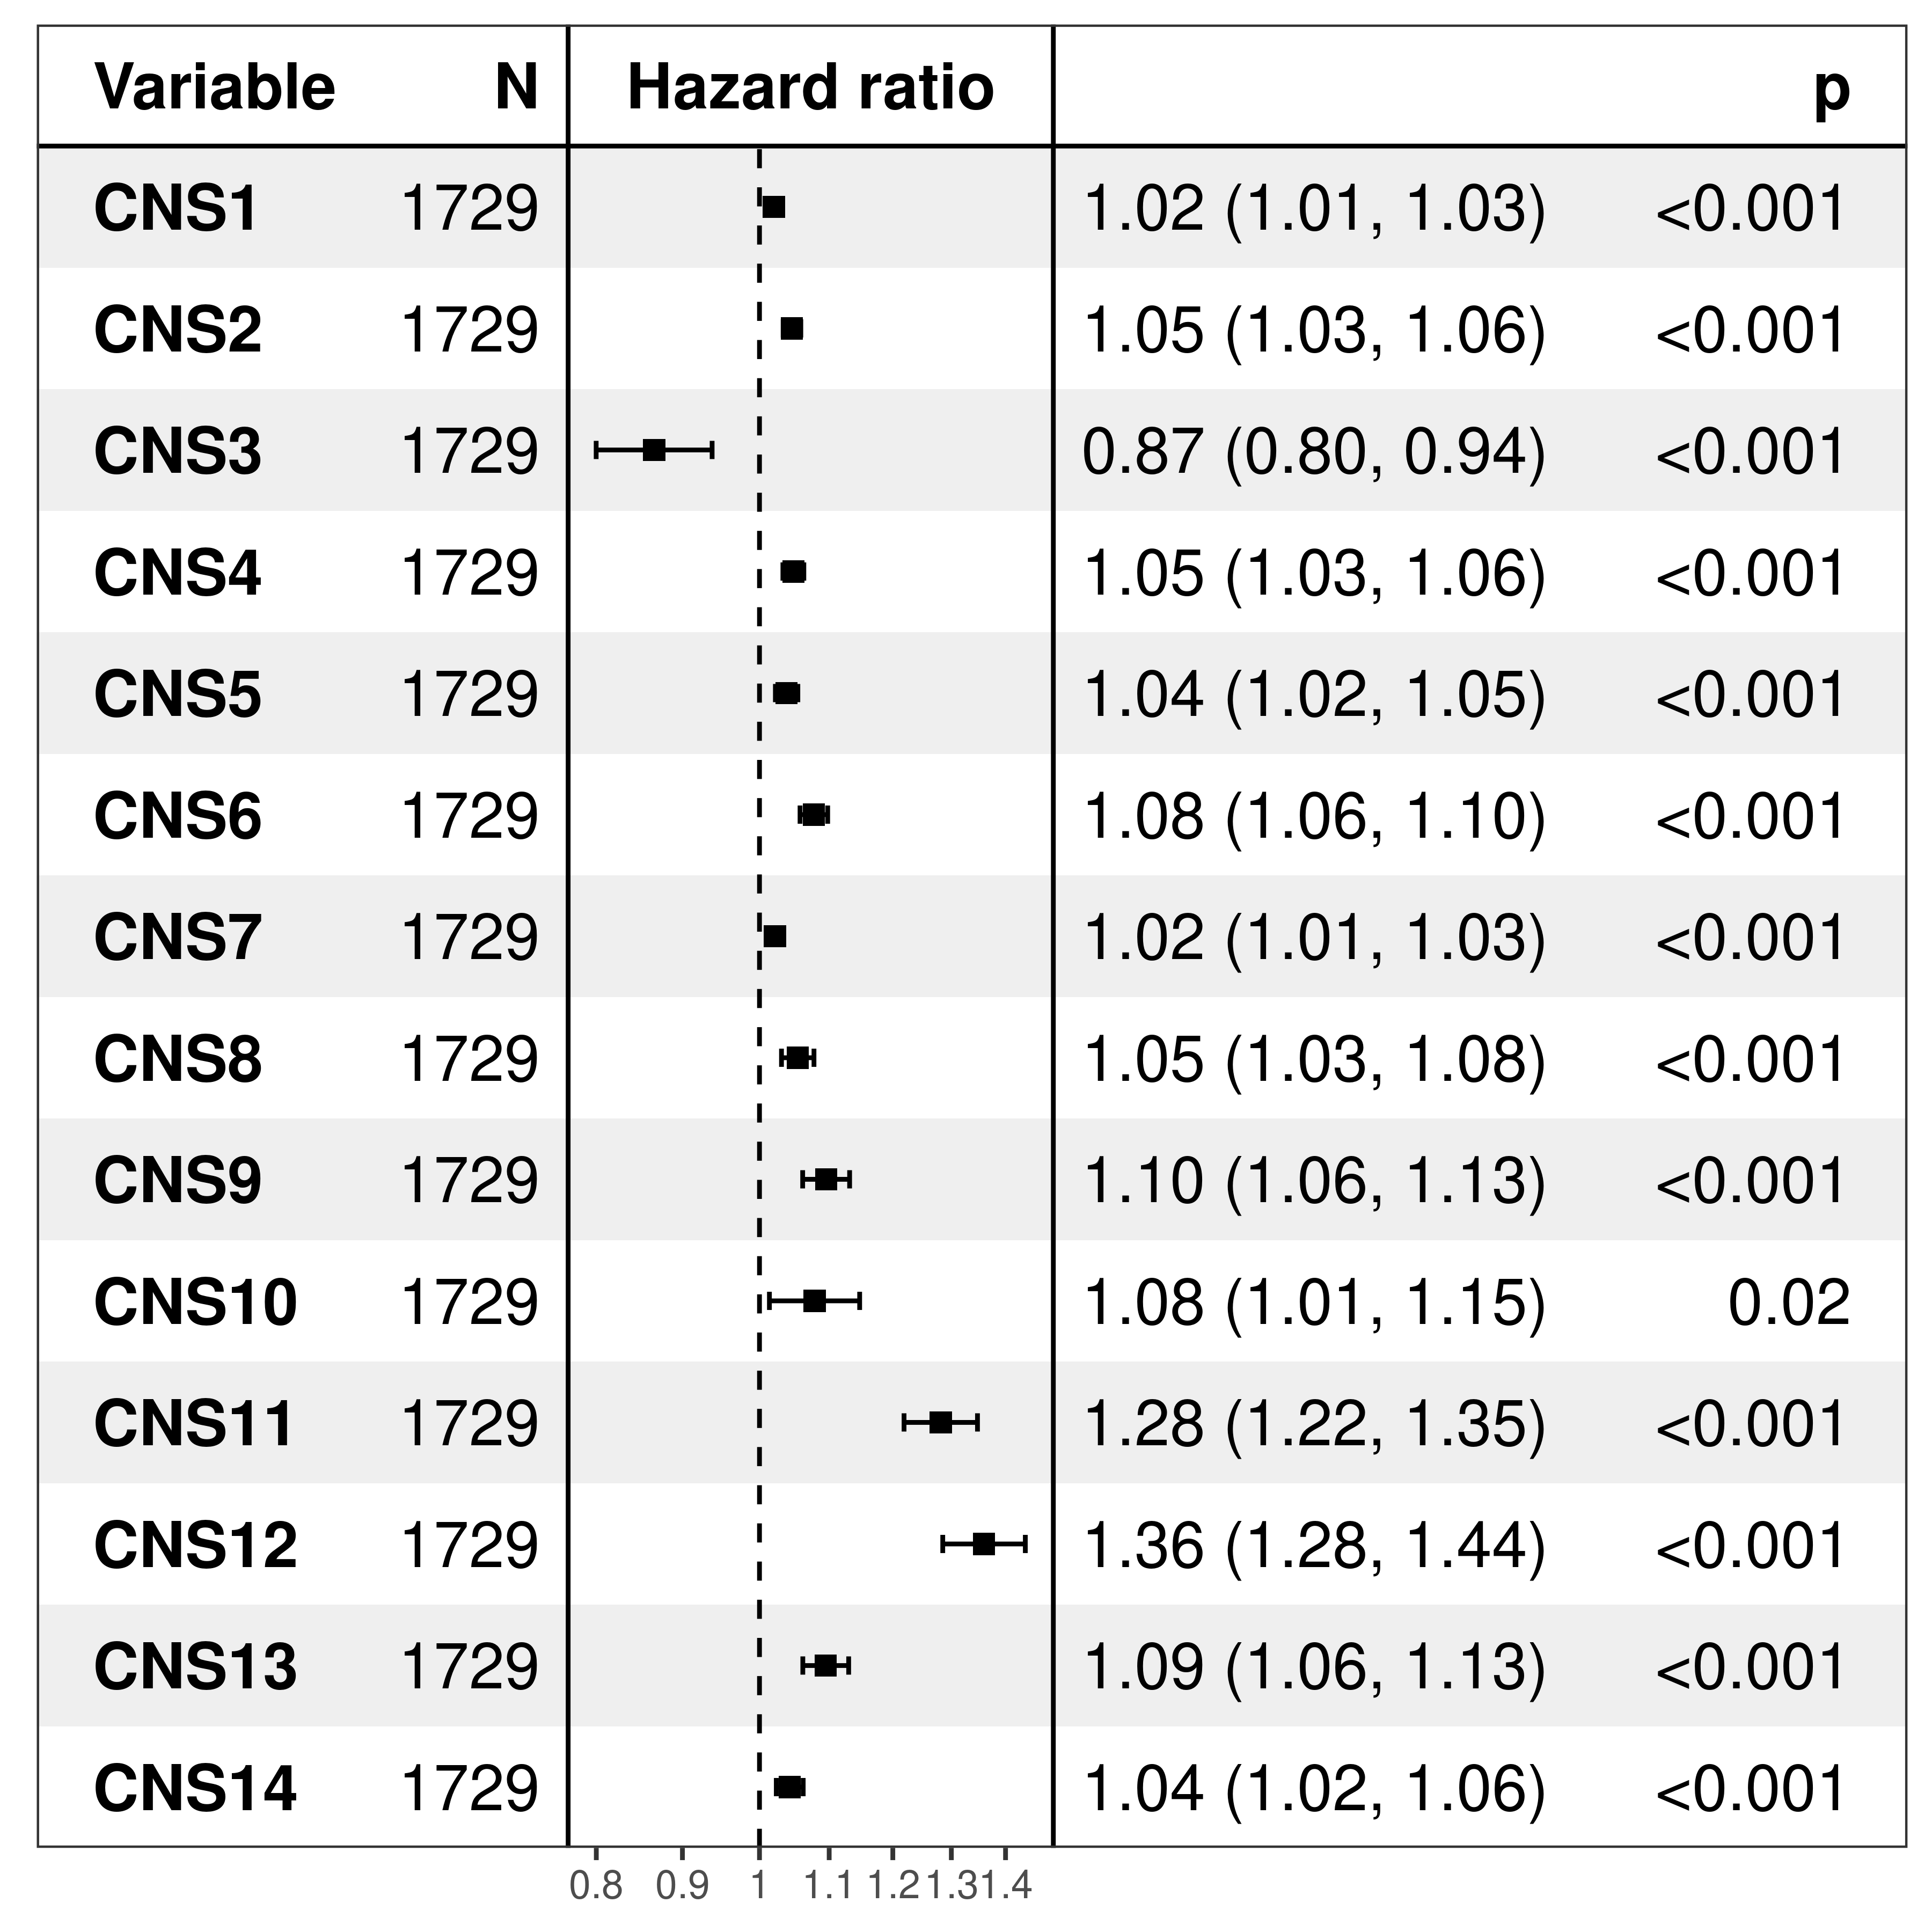 Variable N Hazard ratio p
CNS1 1729 1.02 (1.01, 1.03) <0.001
CNS2 1729 1.05 (1.03, 1.06) <0.001
CNS3 1729 0.87 (0.80, 0.94) <0.001
CNS4 1729 1.05 (1.03, 1.06) <0.001
CNS5 1729 1.04 (1.02, 1.05) <0.001
CNS6 1729 1.08 (1.06, 1.10) <0.001
CNS7 1729 1.02 (1.01, 1.03) <0.001
CNS8 1729 1.05 (1.03, 1.08) <0.001
CNS9 1729 1.10 (1.06, 1.13) <0.001
CNS10 1729 1.08 (1.01, 1.15) 0.02
CNS11 1729 1.28 (1.22, 1.35) <0.001
CNS12 1729 1.36 (1.28, 1.44) <0.001
CNS13 1729 1.09 (1.06, 1.13) <0.001
CNS14 1729 1.04 (1.02, 1.06) <0.001
0.8 0.9 1 1.1 1.2 1.3 1.4